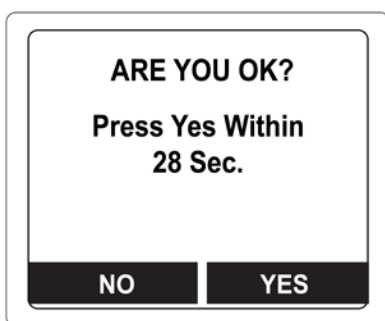 ARE YOU OK?
Press Yes Within
28 Sec.
NO YES